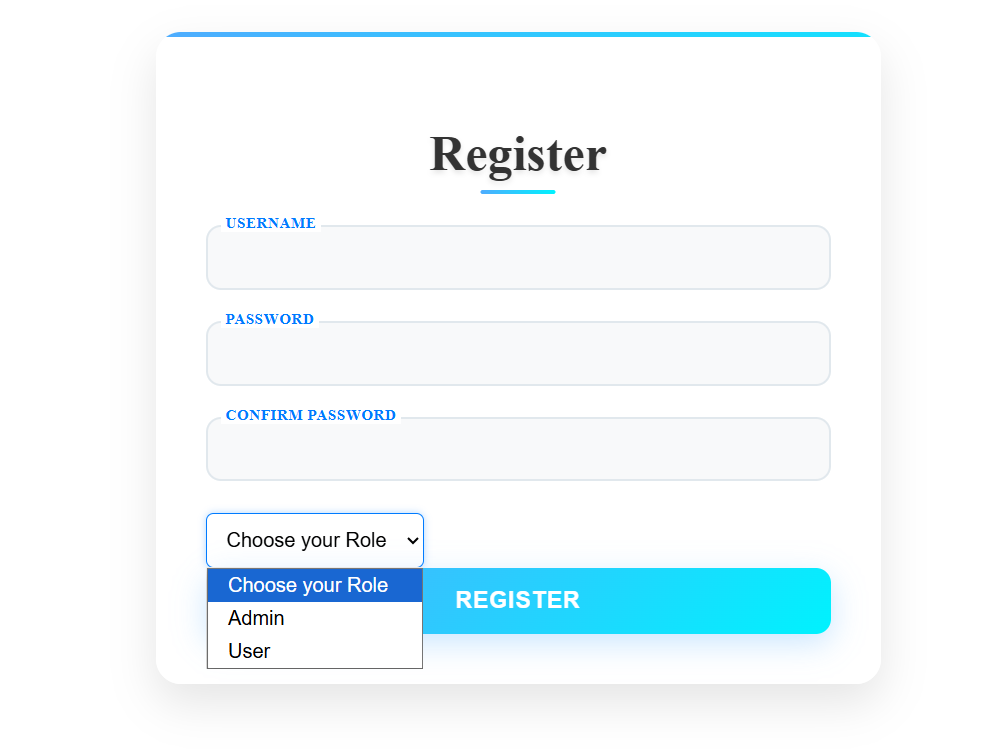 Register
USERNAME
PASSWORD
CONFIRM PASSWORD
Choose your Role
Choose your Role
Admin
User
REGISTER